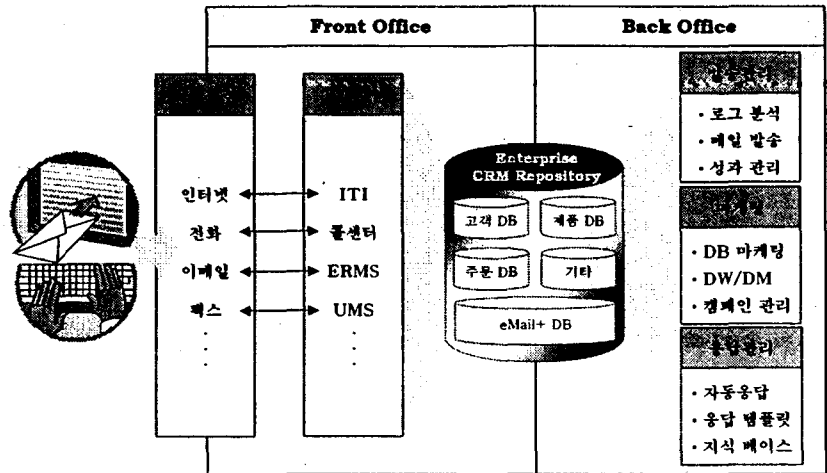 Front Office
Back Office
인터넷
전화
이메일
팩스
ITI
콜센터
ERMS
UMS
Enterprise
CRM Repository
고객 DB
제품 DB
주문 DB
기타
eMail+ DB
· 로그 분석
· 메일 발송
· 성과 관리
· DB 마케팅
· DW/DM
· 캠페인 관리
· 자동응답
· 응답 템플릿
· 지식 베이스